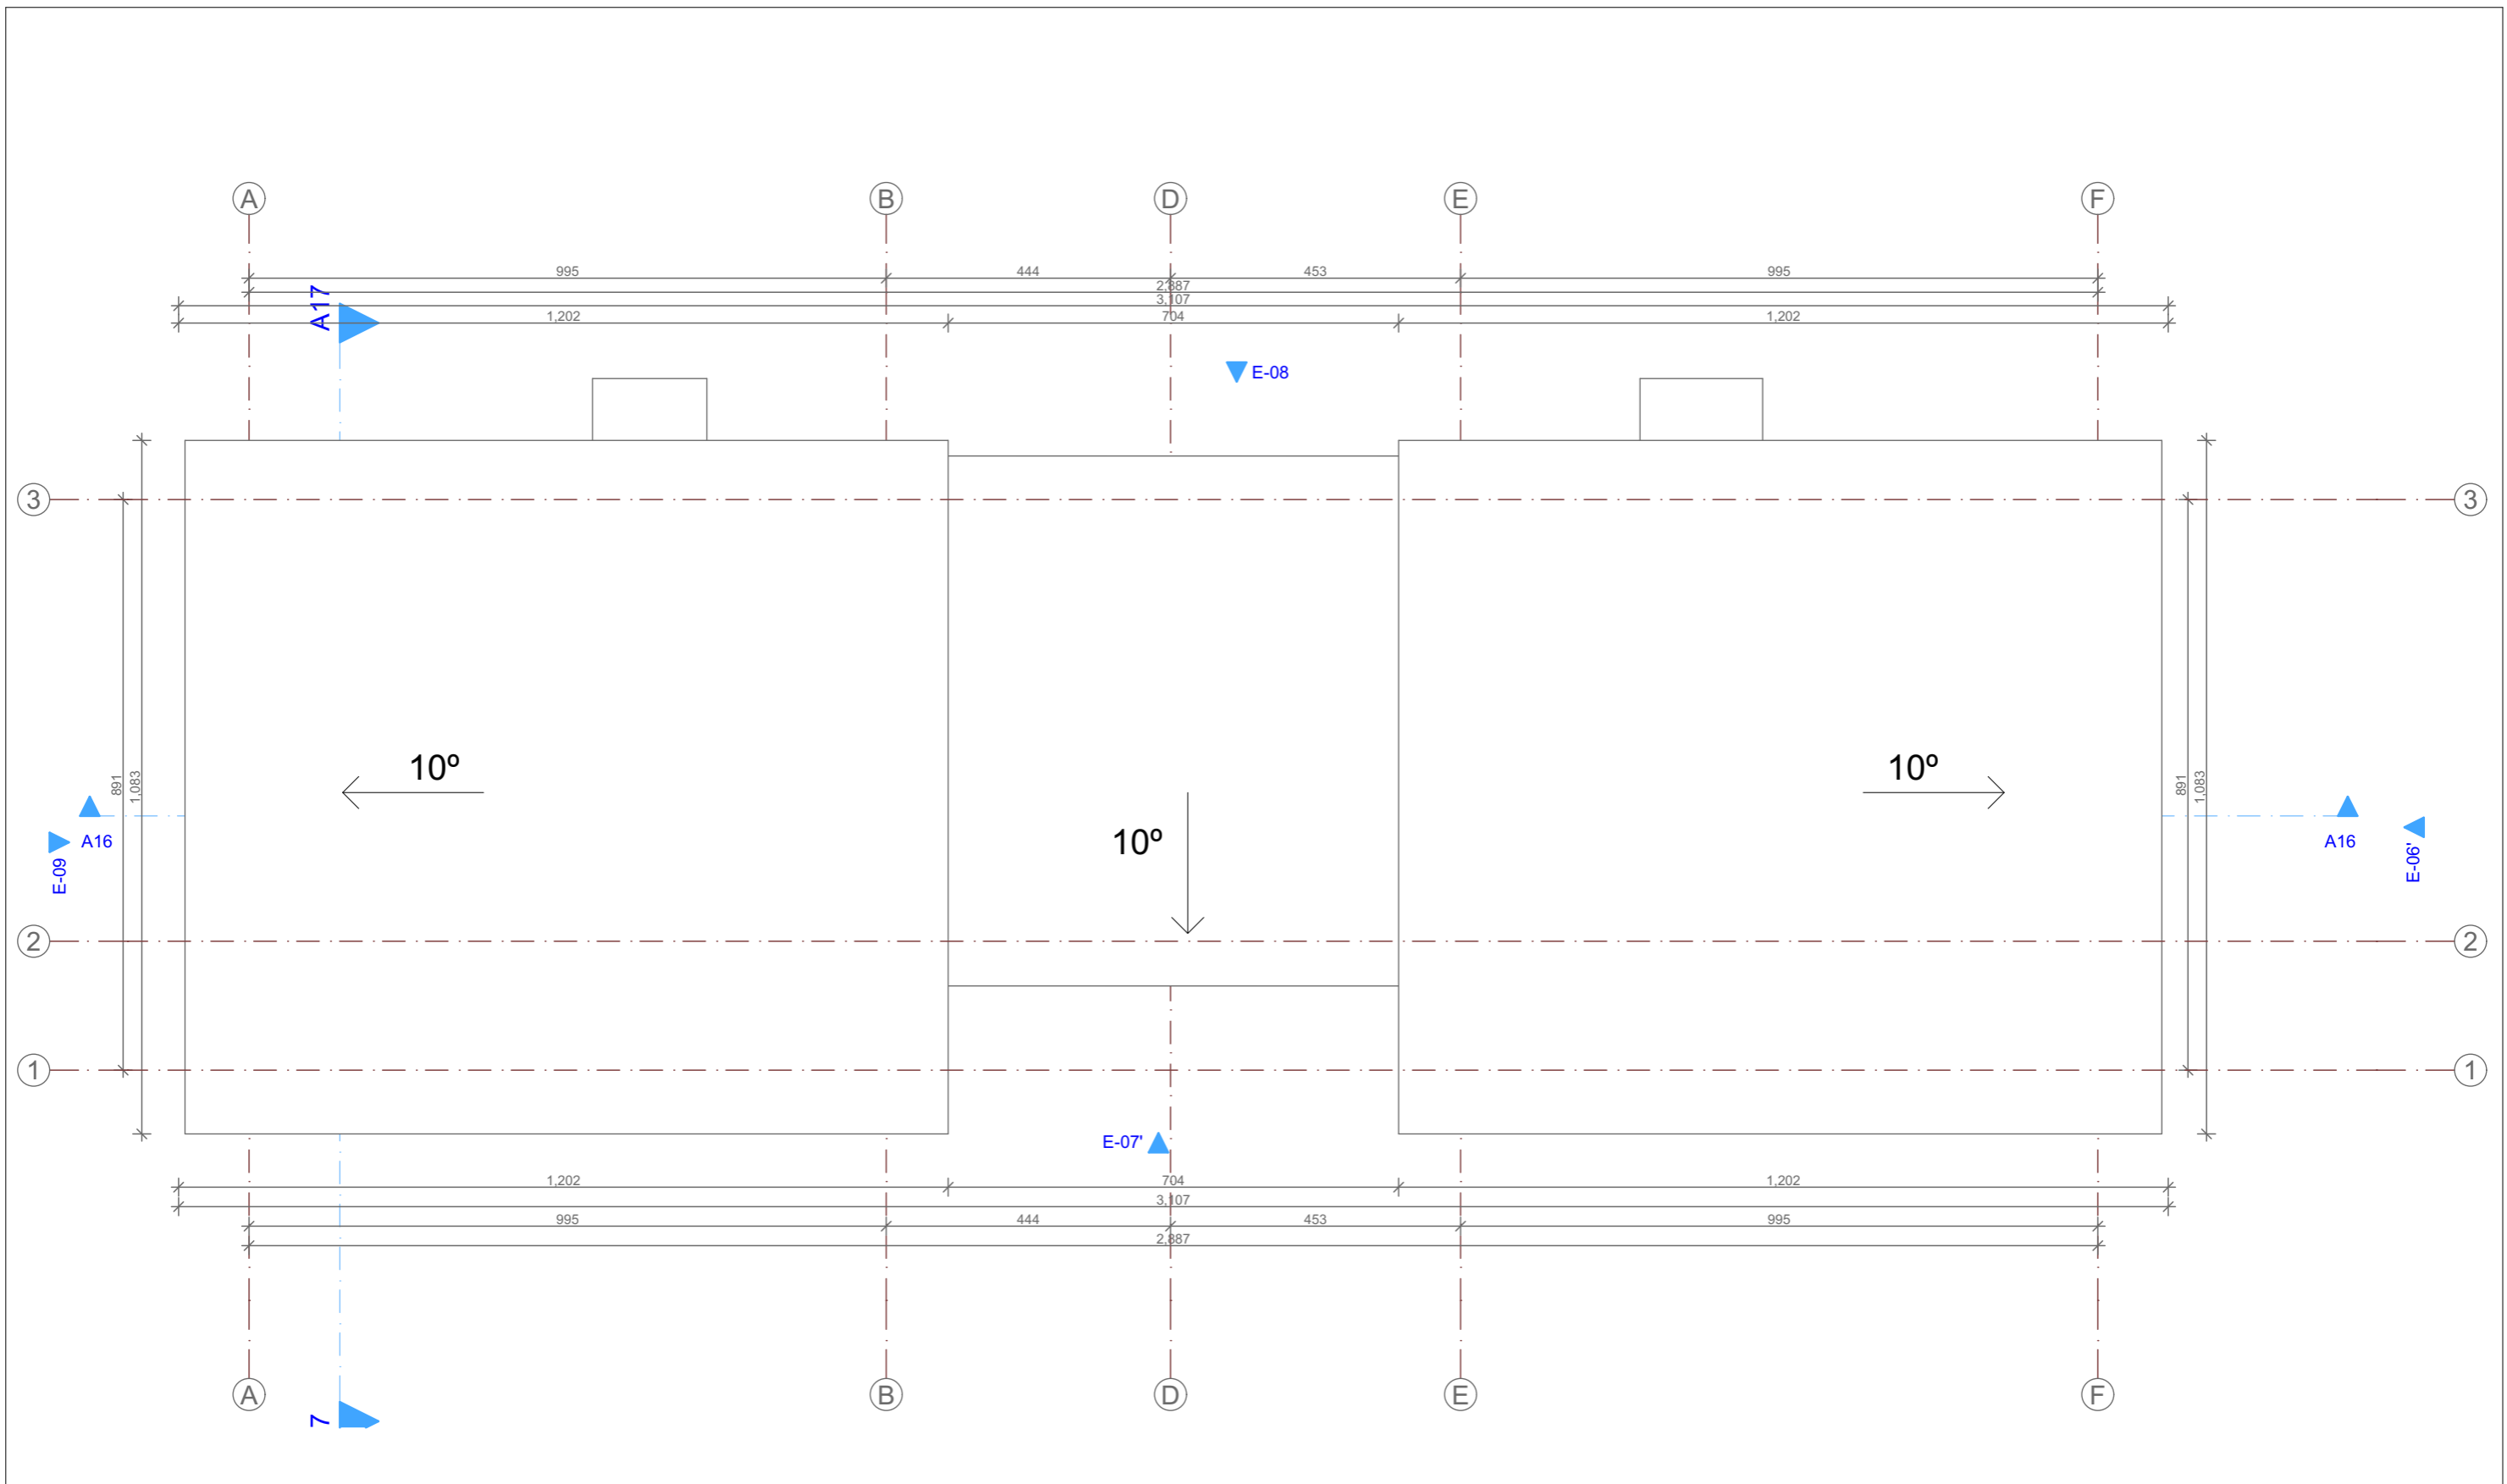 A B D E F
995 444 453 995
2,887
3,107
A17
1,202 704 1,202
E-08
3 3
10º 10º
891 1,083 891 1,083
10º
A16 A16
E-09 E-06'
2 2
1 1
E-07'
1,202 704 1,202
3,107
995 444 453 995
2,887
A B D E F
7